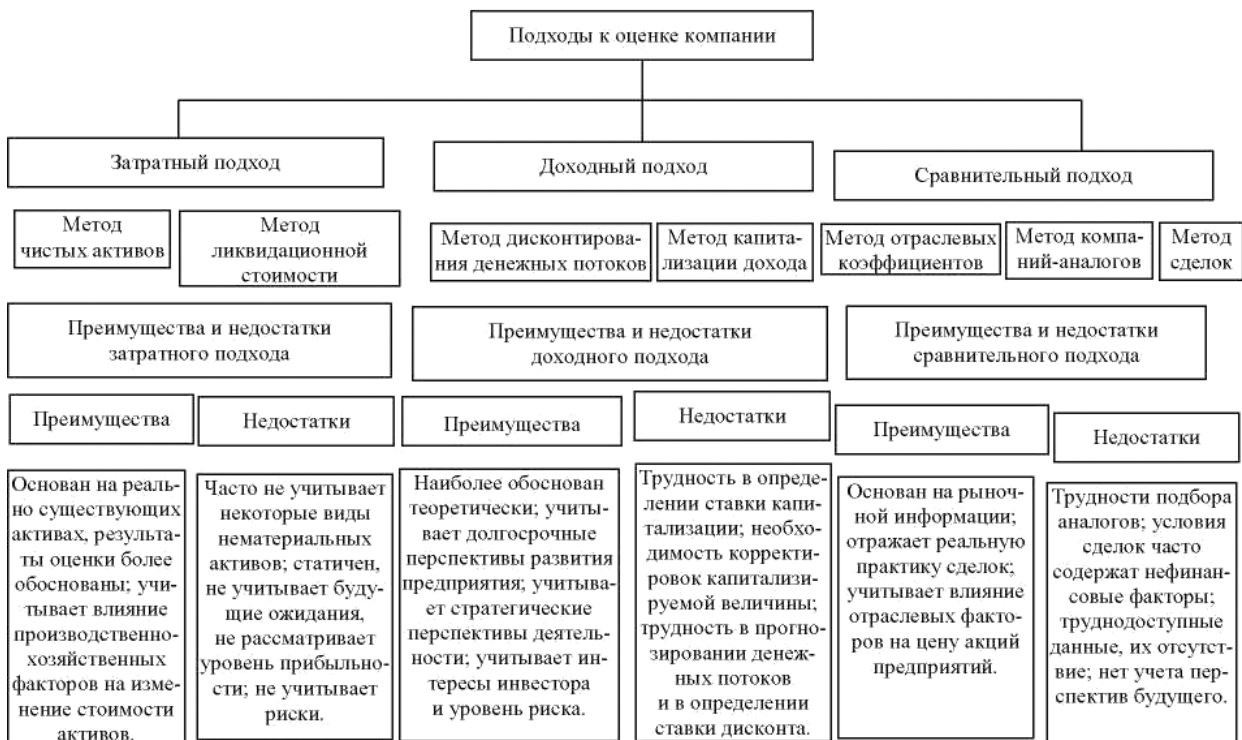 Подходы к оценке компании
Затратный подход
Доходный подход
Сравнительный подход
Метод
чистых активов
Метод
ликвидационной
стоимости
Метод дисконтирова-
ния денежных потоков
Метод капита-
лизации дохода
Метод отраслевых
коэффициентов
Метод компа-
ний-аналогов
Метод
сделок
Преимущества и недостатки
затратного подхода
Преимущества и недостатки
доходного подхода
Преимущества и недостатки
сравнительного подхода
Преимущества
Недостатки
Преимущества
Недостатки
Преимущества
Недостатки
Основан на реаль-
но существующих
активах, результа-
ты оценки более
обоснованы; учи-
тывает влияние
производственно-
хозяйственных
факторов на изме-
нение стоимости
активов.
Часто не учитывает
некоторые виды
нематериальных
активов; статичен,
не учитывает буду-
щие ожидания,
не рассматривает
уровень прибыльно-
сти; не учитывает
риски.
Наиболее обоснован
теоретически; учиты-
вает долгосрочные
перспективы развития
предприятия; учитыва-
ет стратегические
перспективы деятель-
ности; учитывает ин-
тересы инвестора
и уровень риска.
Трудность в опреде-
лении ставки капи-
тализации; необхо-
димость корректи-
ровок капитализи-
руемой величины;
трудность в прогно-
зировании денеж-
ных потоков
и в определении
ставки дисконта.
Основан на рыноч-
ной информации;
отражает реальную
практику сделок;
учитывает влияние
отраслевых факто-
ров на цену акций
предприятий.
Трудности подбора
аналогов; условия
сделок часто
содержат нефинан-
совые факторы;
труднодоступные
данные, их отсутст-
вие; нет учета пер-
спектив будущего.